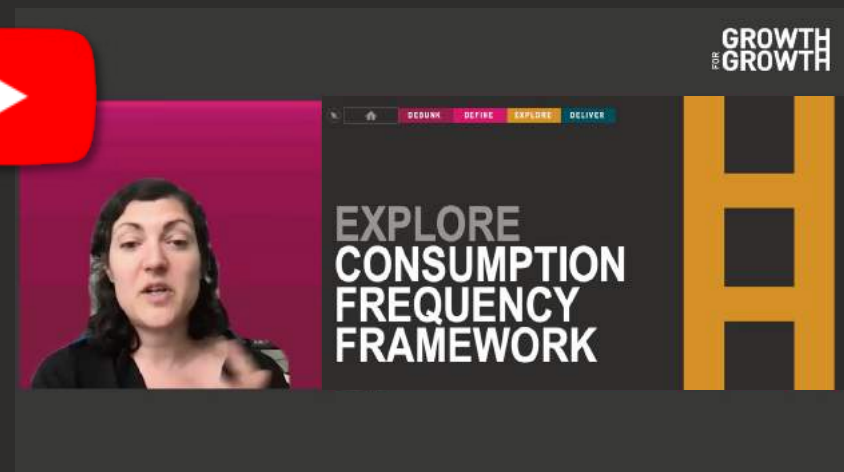 GROWTH
FOR GROWTH
DEBUNK DEFINE EXPLORE DELIVER
EXPLORE
CONSUMPTION
FREQUENCY
FRAMEWORK